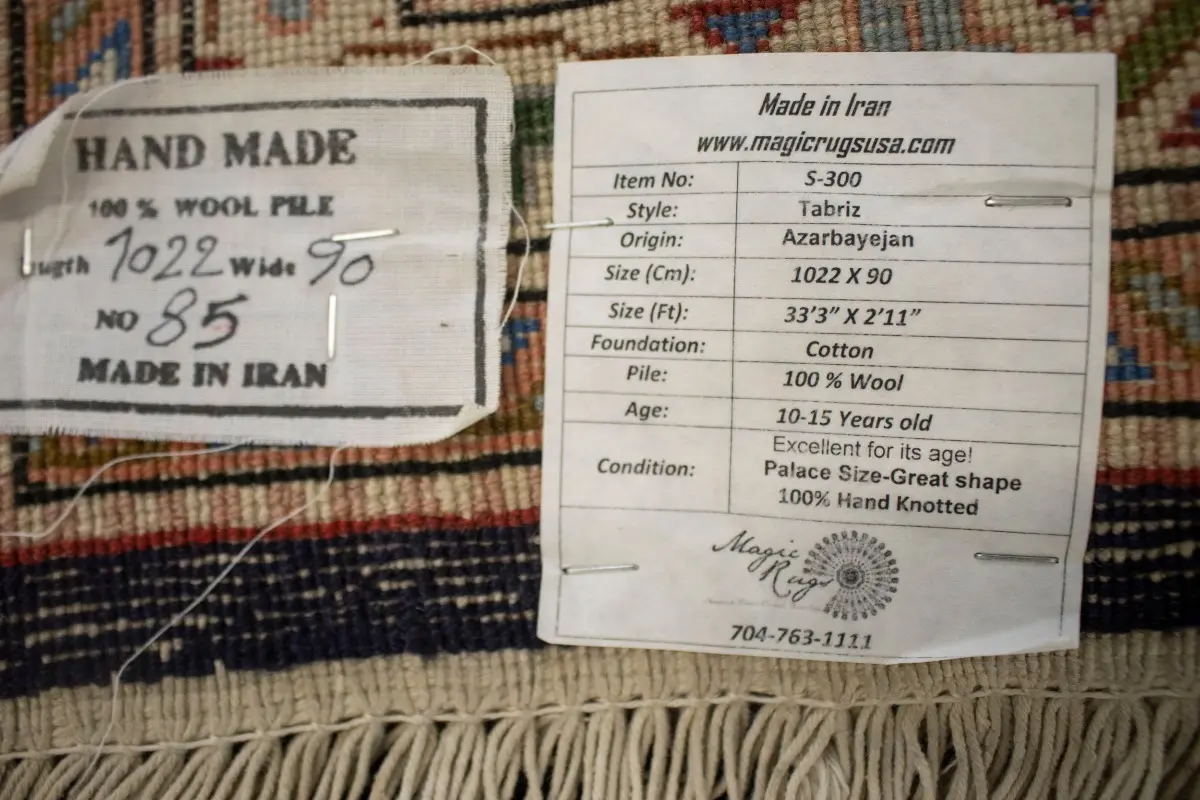 HAND MADE
100 % WOOL PILE
ngth 1022 Wide 90
NO 85
MADE IN IRAN
Made in Iran
www.magicrugsusa.com
Item No: S-300
Style: Tabriz
Origin: Azarbayejan
Size (Cm): 1022 X 90
Size (Ft): 33'3" X 2'11"
Foundation: Cotton
Pile: 100 % Wool
Age: 10-15 Years old
Condition: Excellent for its age!
Palace Size-Great shape
100% Hand Knotted
Magic
Rugs
704-763-1111